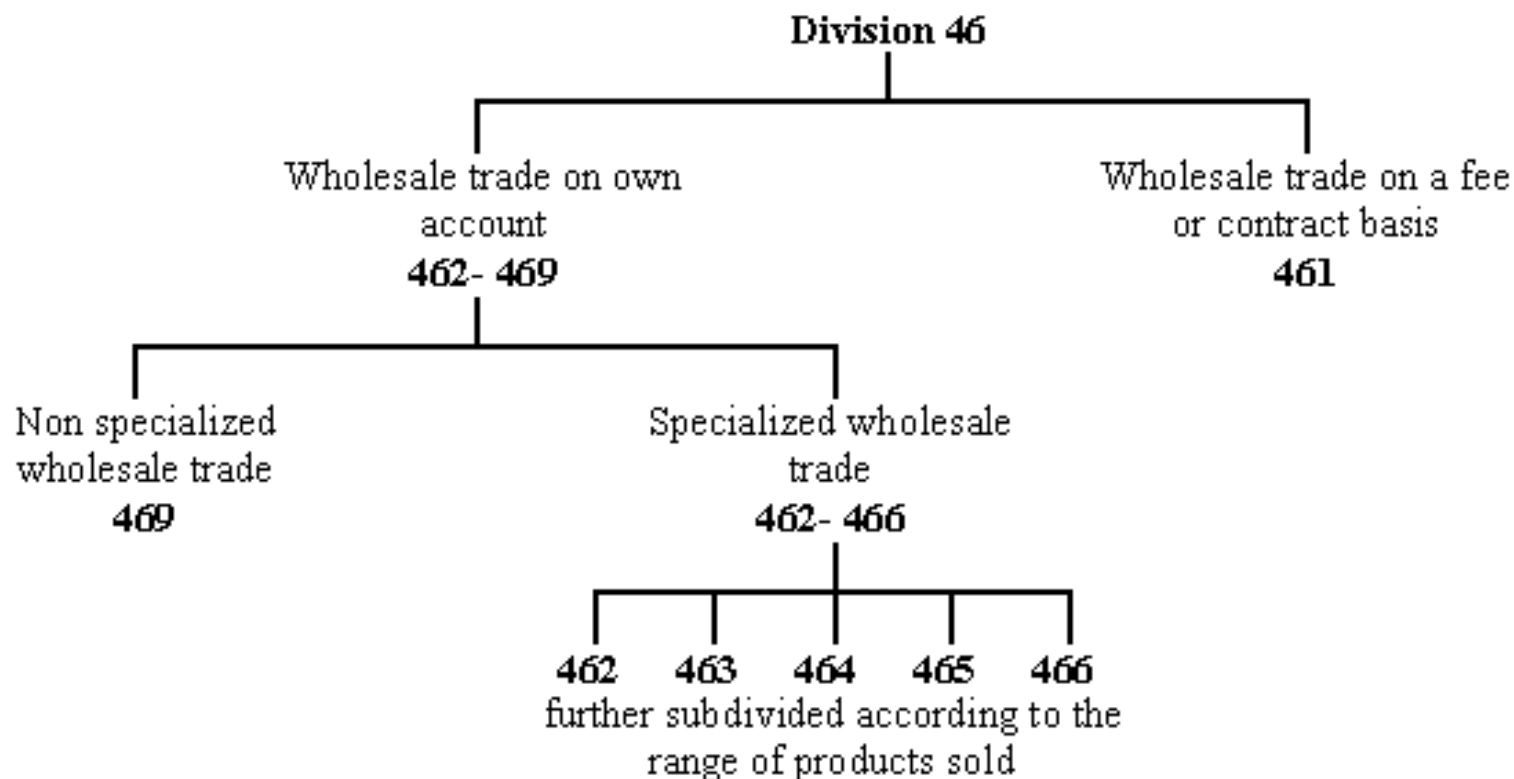 Division 46
Wholesale trade on own
account
462- 469
Wholesale trade on a fee
or contract basis
461
Non specialized
wholesale trade
469
Specialized wholesale
trade
462- 466
462 463 464 465 466
further subdivided according to the
range of products sold